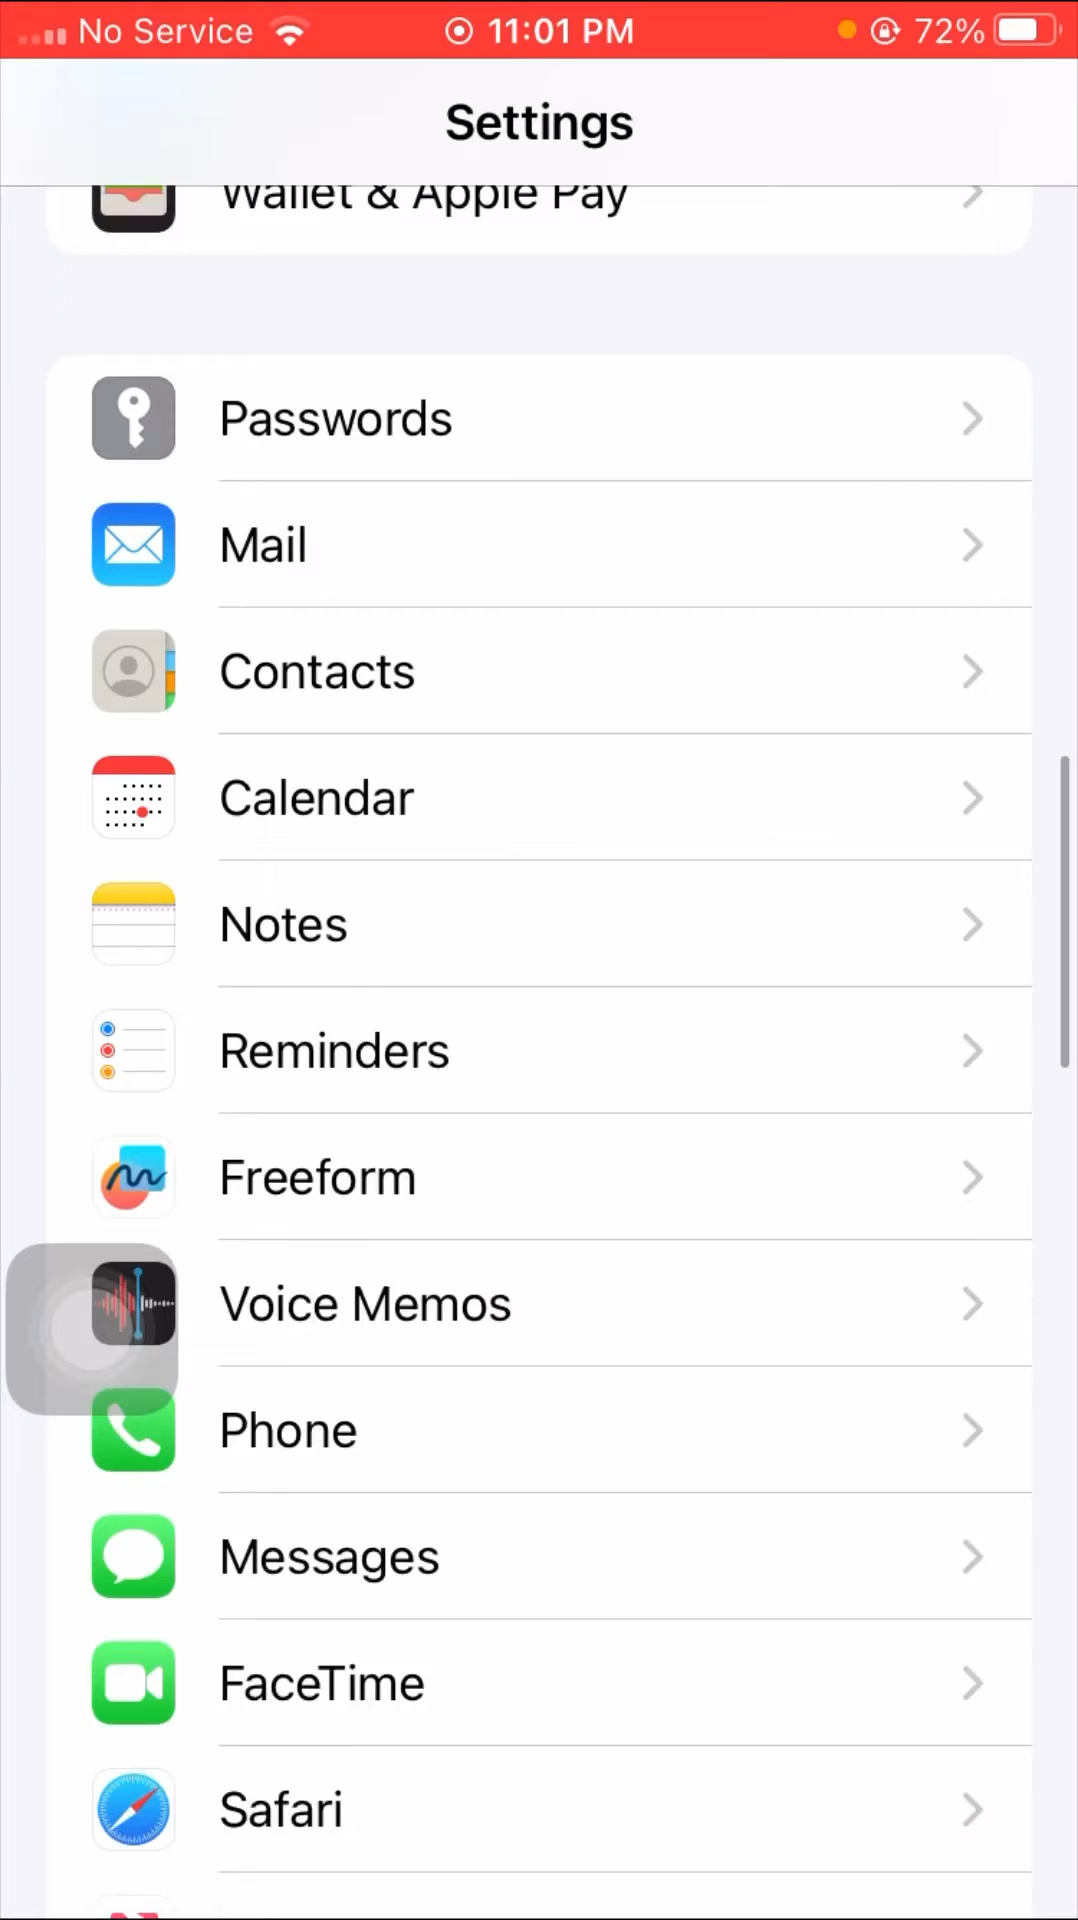 No Service 11:01 PM 72%
Settings
Wallet & Apple Pay
Passwords
Mail
Contacts
Calendar
Notes
Reminders
Freeform
Voice Memos
Phone
Messages
FaceTime
Safari